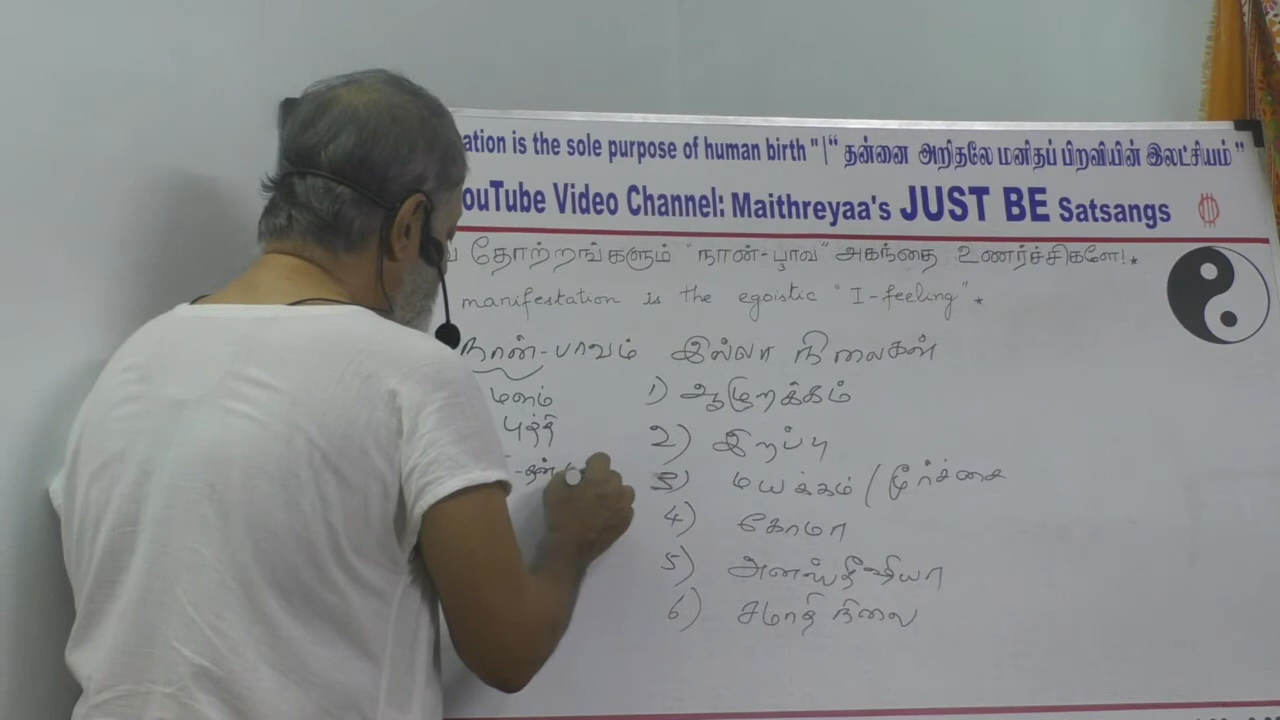 ation is the sole purpose of human birth " | “ தன்னை அறிதலே மனிதப் பிறவியின் இலட்சியம் ”
ouTube Video Channel: Maithreyaa's JUST BE Satsangs
தோற்றங்களும் "நான்-பாவ" அகந்தை உணர்ச்சிகளே!*
manifestation is the egoistic "I-feeling" *
நான்-பாவம் இல்லா நிலைகள்
மனம் 1) ஆழுறக்கம்
புத்தி 2) இறப்பு
3) மயக்கம் / மூர்ச்சை
4) கோமா
5) அனஸ்தீஷியா
6) சமாதி நிலை